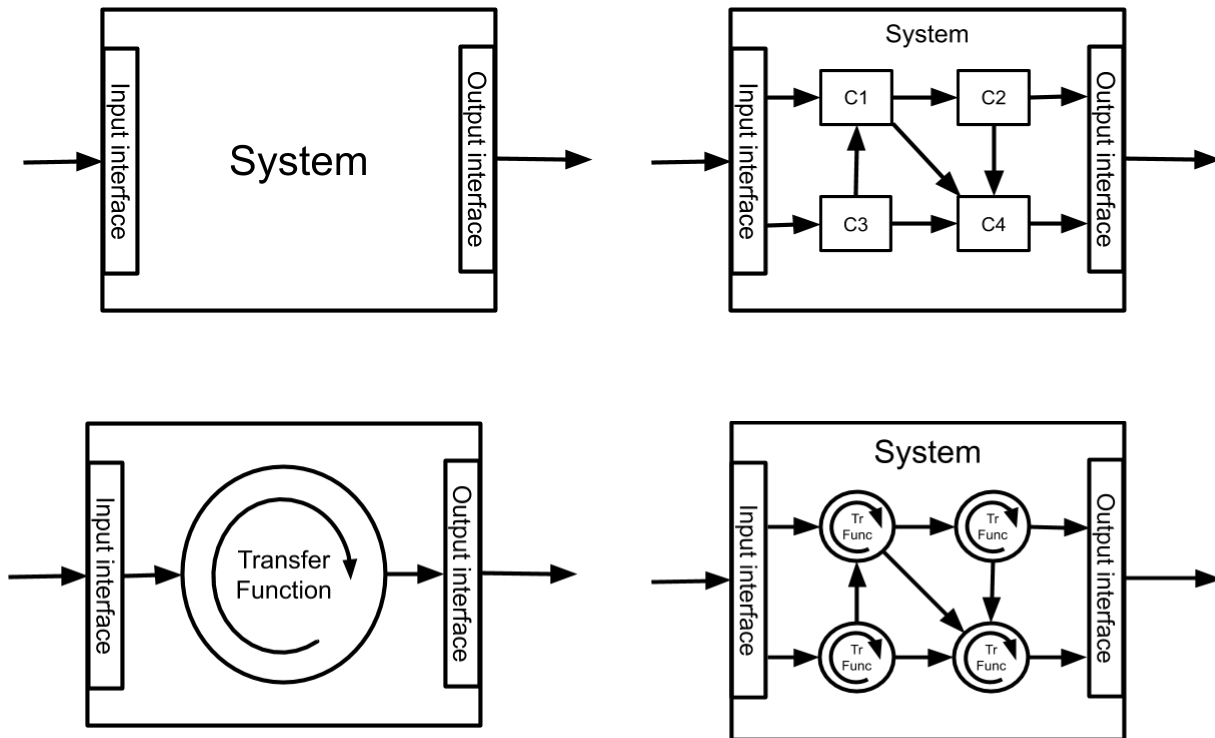 Input interface
System
Output interface
System
Input interface
C1
C2
C3
C4
Output interface
Input interface
Transfer
Function
Output interface
System
Input interface
Tr
Func
Tr
Func
Tr
Func
Tr
Func
Output interface